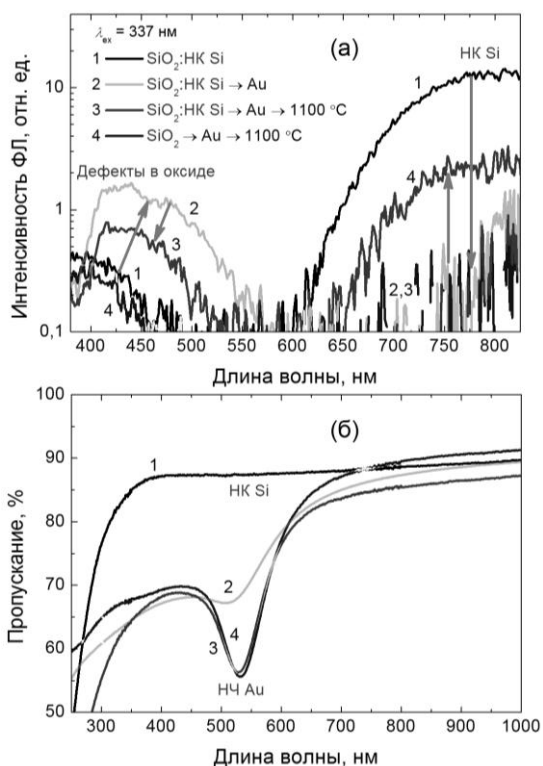 (а)
λex = 337 нм
1 SiO2:НК Si
2 SiO2:НК Si → Au
3 SiO2:НК Si → Au → 1100 °C
4 SiO2 → Au → 1100 °C
НК Si
1
Дефекты в оксиде
2
4
3
1
4
2,3
10
1
0,1
Интенсивность ФЛ, отн. ед.
400 450 500 550 600 650 700 750 800
Длина волны, нм
(б)
100
90
80
70
60
50
Пропускание, %
1
НК Si
2
3
4
НЧ Au
300 400 500 600 700 800 900 1000
Длина волны, нм